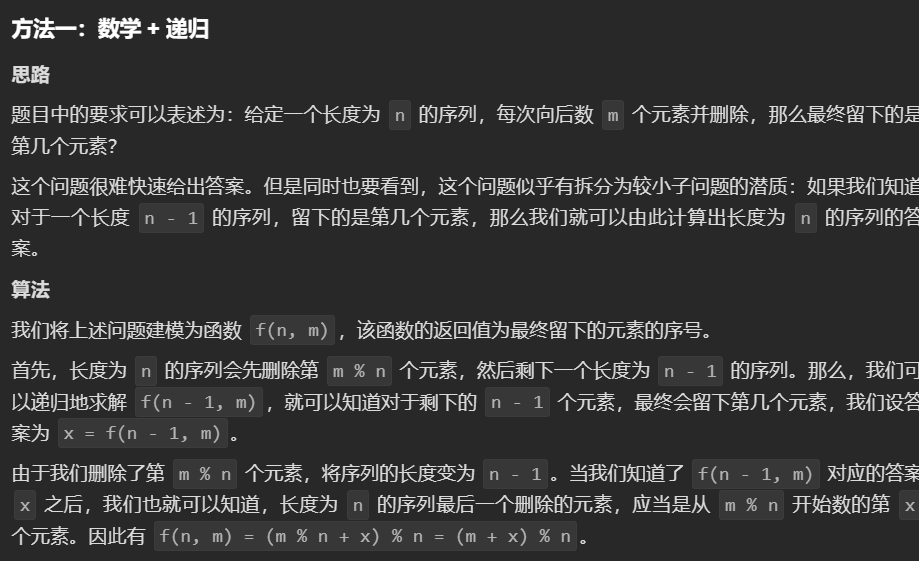 方法一：数学 + 递归
思路
题目中的要求可以表述为：给定一个长度为 n 的序列，每次向后数 m 个元素并删除，那么最终留下的是
第几个元素？
这个问题很难快速给出答案。但是同时也要看到，这个问题似乎有拆分为较小子问题的潜质：如果我们知道
对于一个长度 n - 1 的序列，留下的是第几个元素，那么我们就可以由此计算出长度为 n 的序列的答
案。
算法
我们将上述问题建模为函数 f(n, m)，该函数的返回值为最终留下的元素的序号。
首先，长度为 n 的序列会先删除第 m % n 个元素，然后剩下一个长度为 n - 1 的序列。那么，我们可
以递归地求解 f(n - 1, m)，就可以知道对于剩下的 n - 1 个元素，最终会留下第几个元素，我们设答
案为 x = f(n - 1, m)。
由于我们删除了第 m % n 个元素，将序列的长度变为 n - 1。当我们知道了 f(n - 1, m) 对应的答案
x 之后，我们也就可以知道，长度为 n 的序列最后一个删除的元素，应当是从 m % n 开始数的第 x
个元素。因此有 f(n, m) = (m % n + x) % n = (m + x) % n。